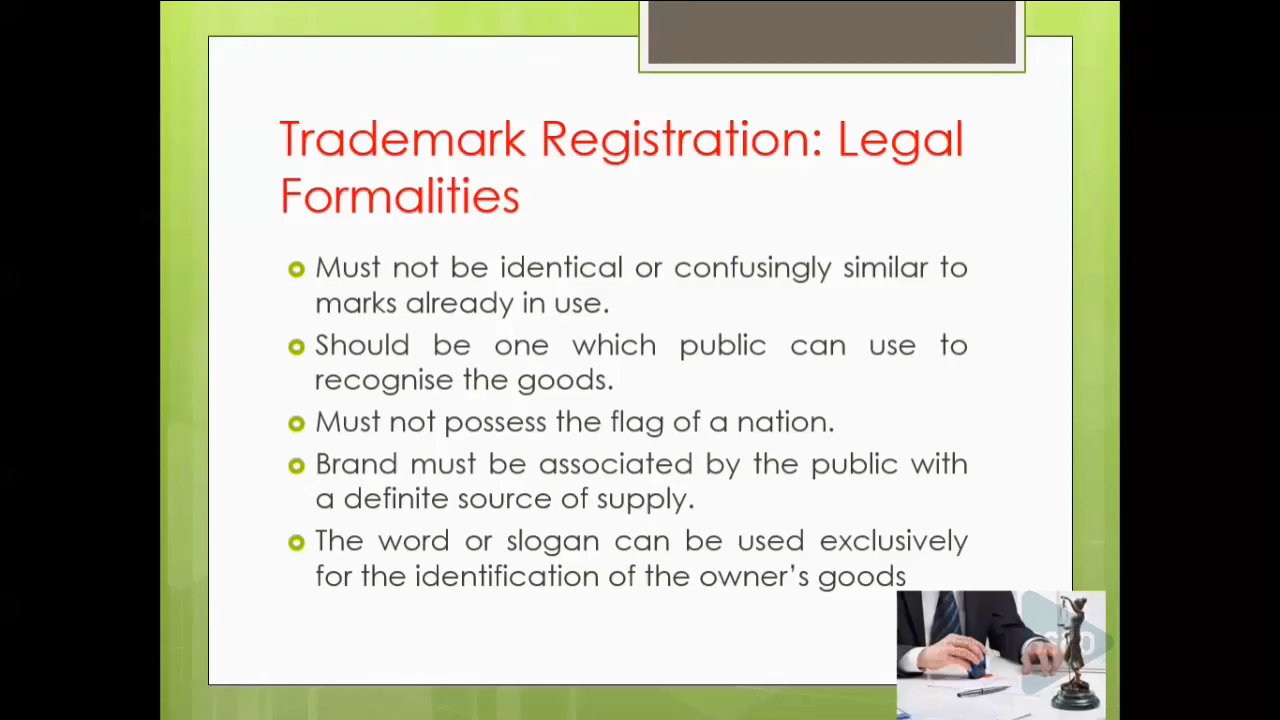 Trademark Registration: Legal
Formalities
Must not be identical or confusingly similar to
marks already in use.
Should be one which public can use to
recognise the goods.
Must not possess the flag of a nation.
Brand must be associated by the public with
a definite source of supply.
The word or slogan can be used exclusively
for the identification of the owner’s goods